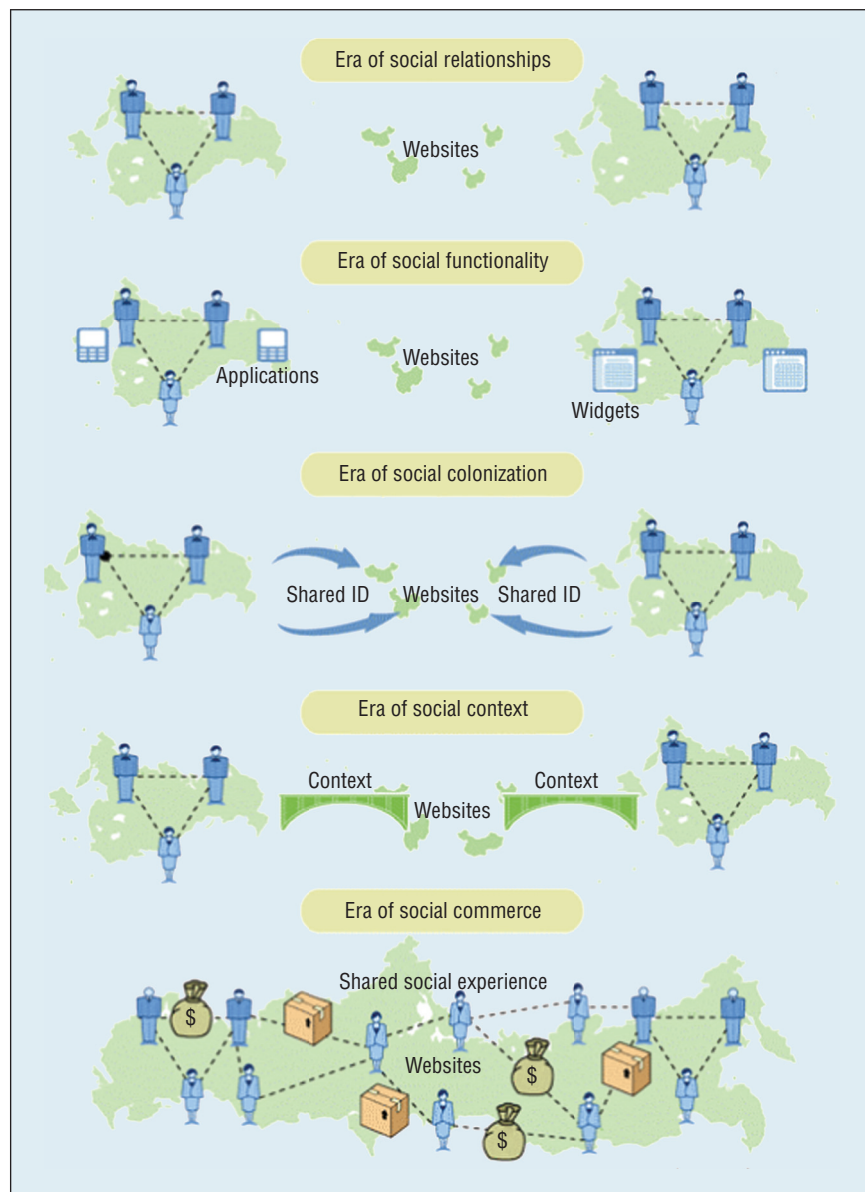 Era of social relationships
Websites
Era of social functionality
Websites
Applications
Widgets
Era of social colonization
Shared ID
Websites
Shared ID
Era of social context
Context
Context
Websites
Era of social commerce
Shared social experience
$
Websites
$
$